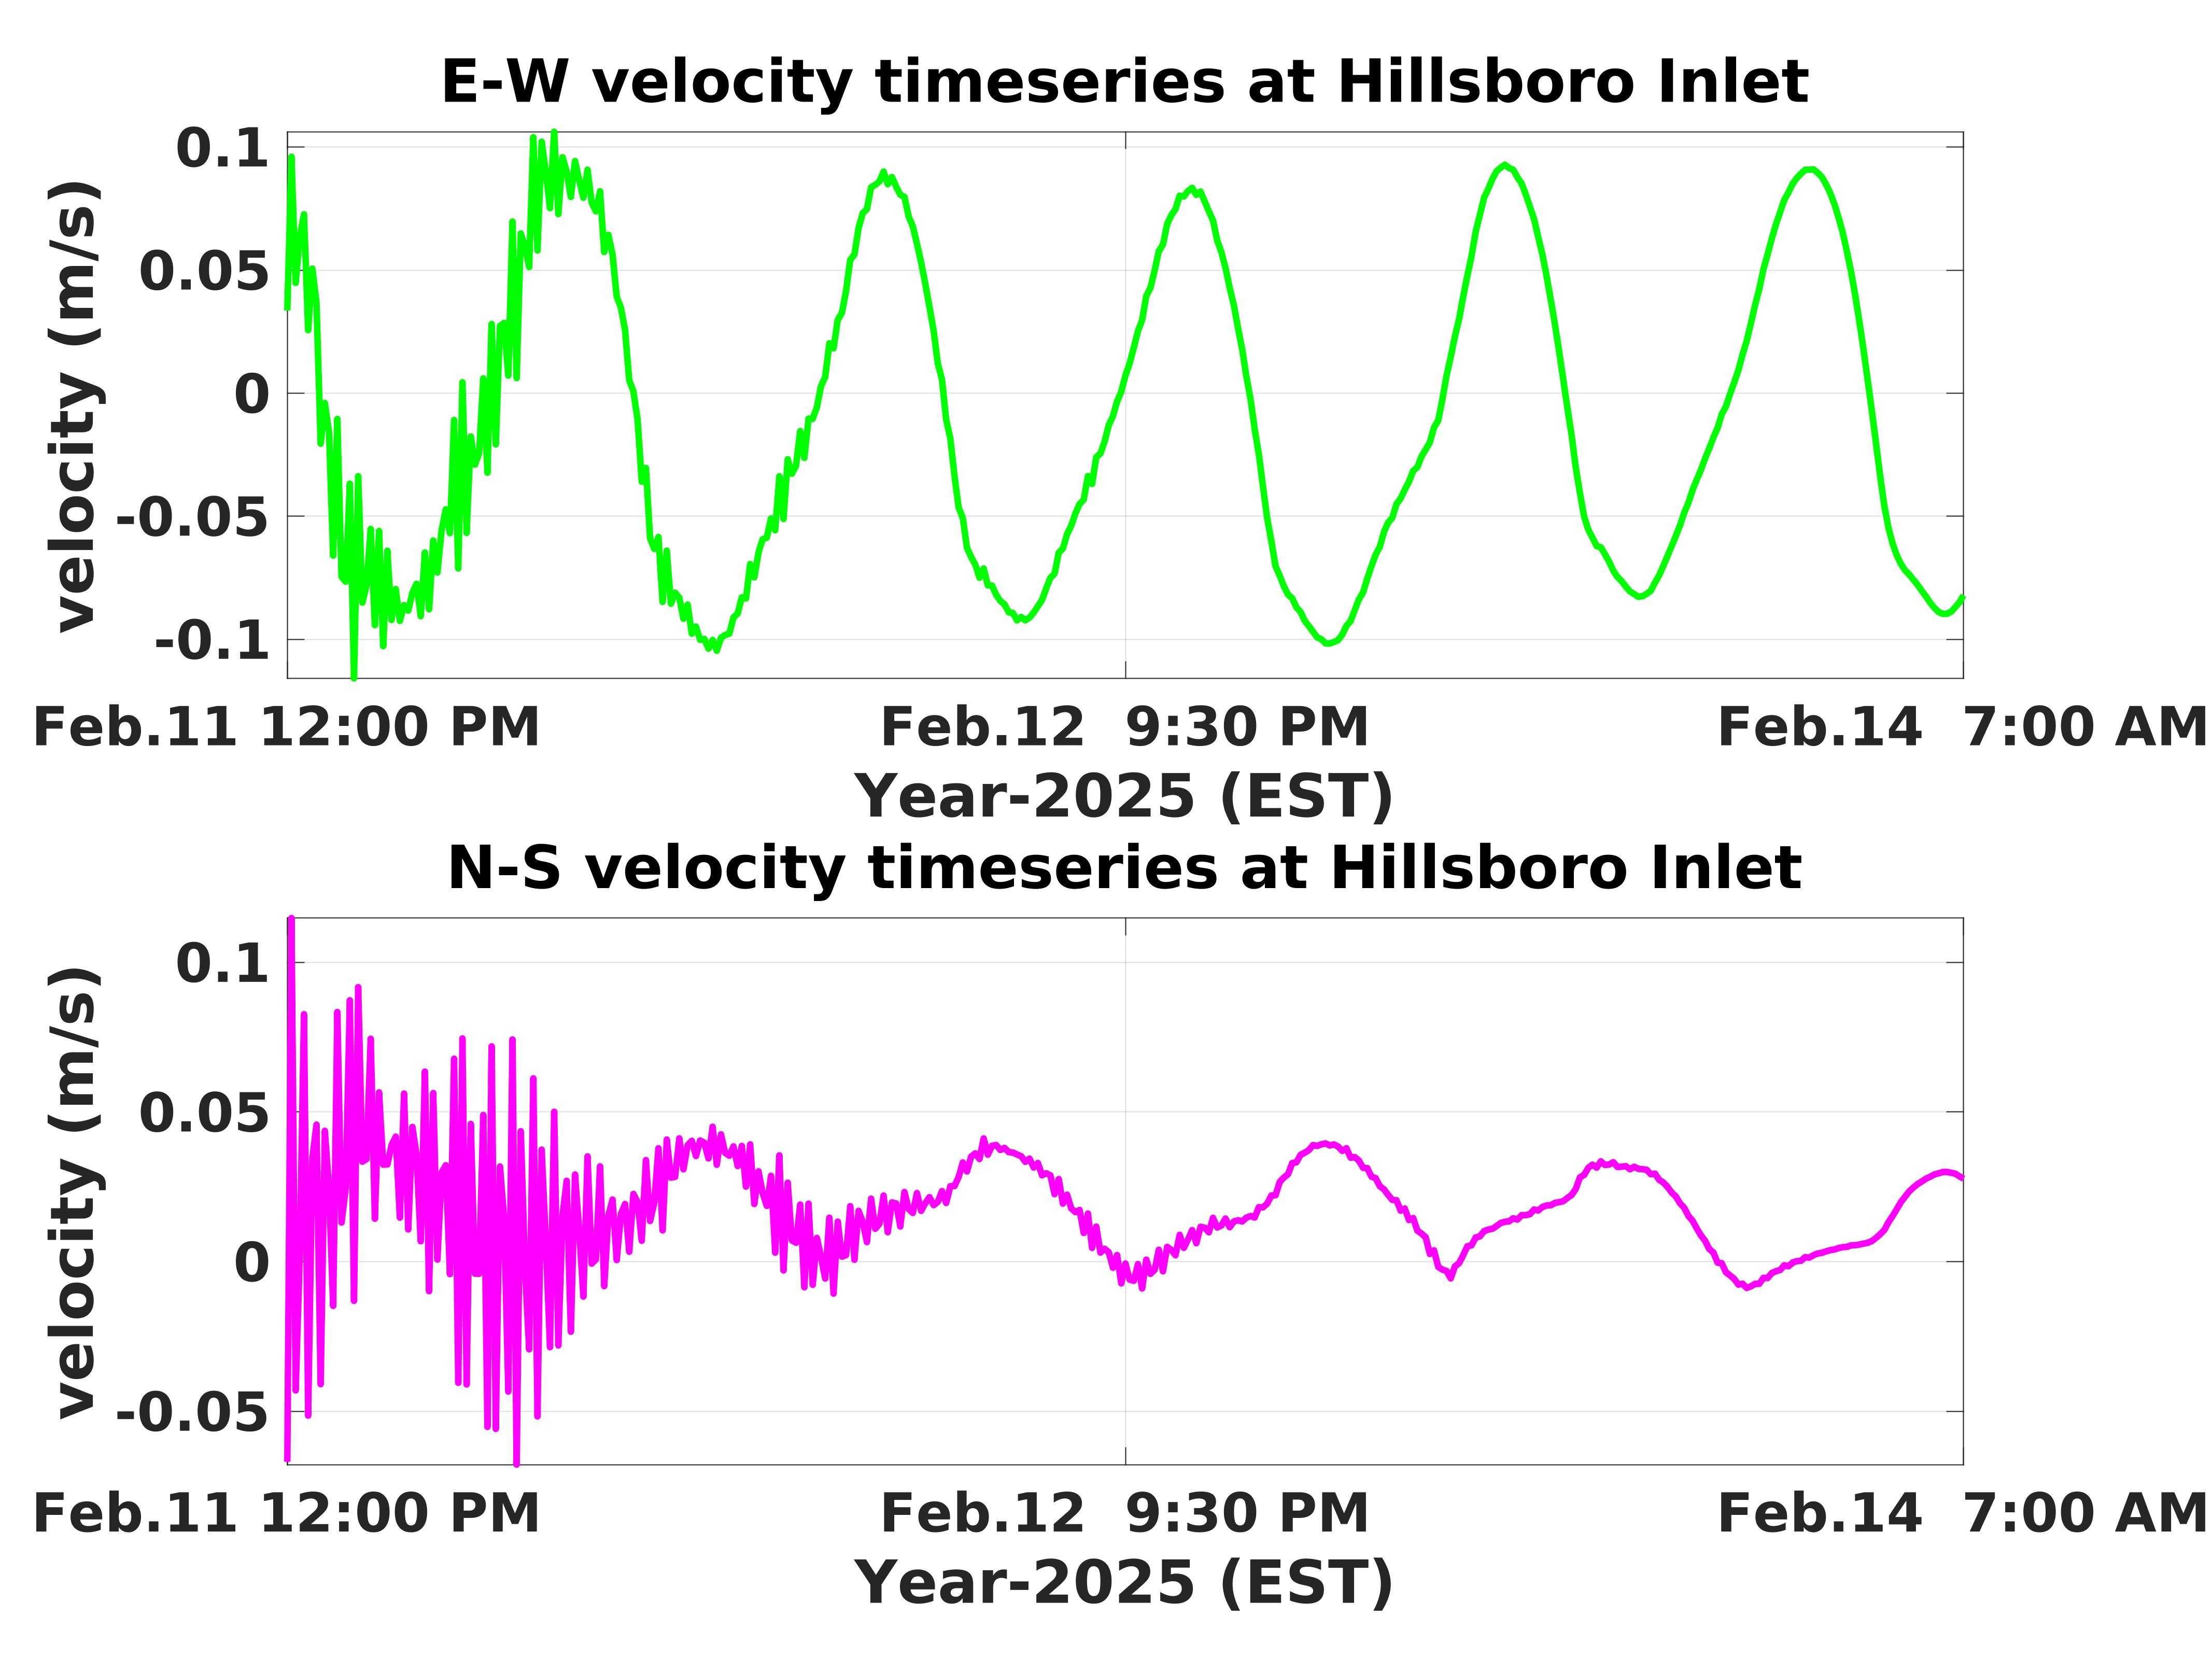 E-W velocity timeseries at Hillsboro Inlet
velocity (m/s)
0.1
0.05
0
-0.05
-0.1
Feb.11 12:00 PM
Feb.12  9:30 PM
Feb.14  7:00 AM
Year-2025 (EST)
N-S velocity timeseries at Hillsboro Inlet
velocity (m/s)
0.1
0.05
0
-0.05
Feb.11 12:00 PM
Feb.12  9:30 PM
Feb.14  7:00 AM
Year-2025 (EST)